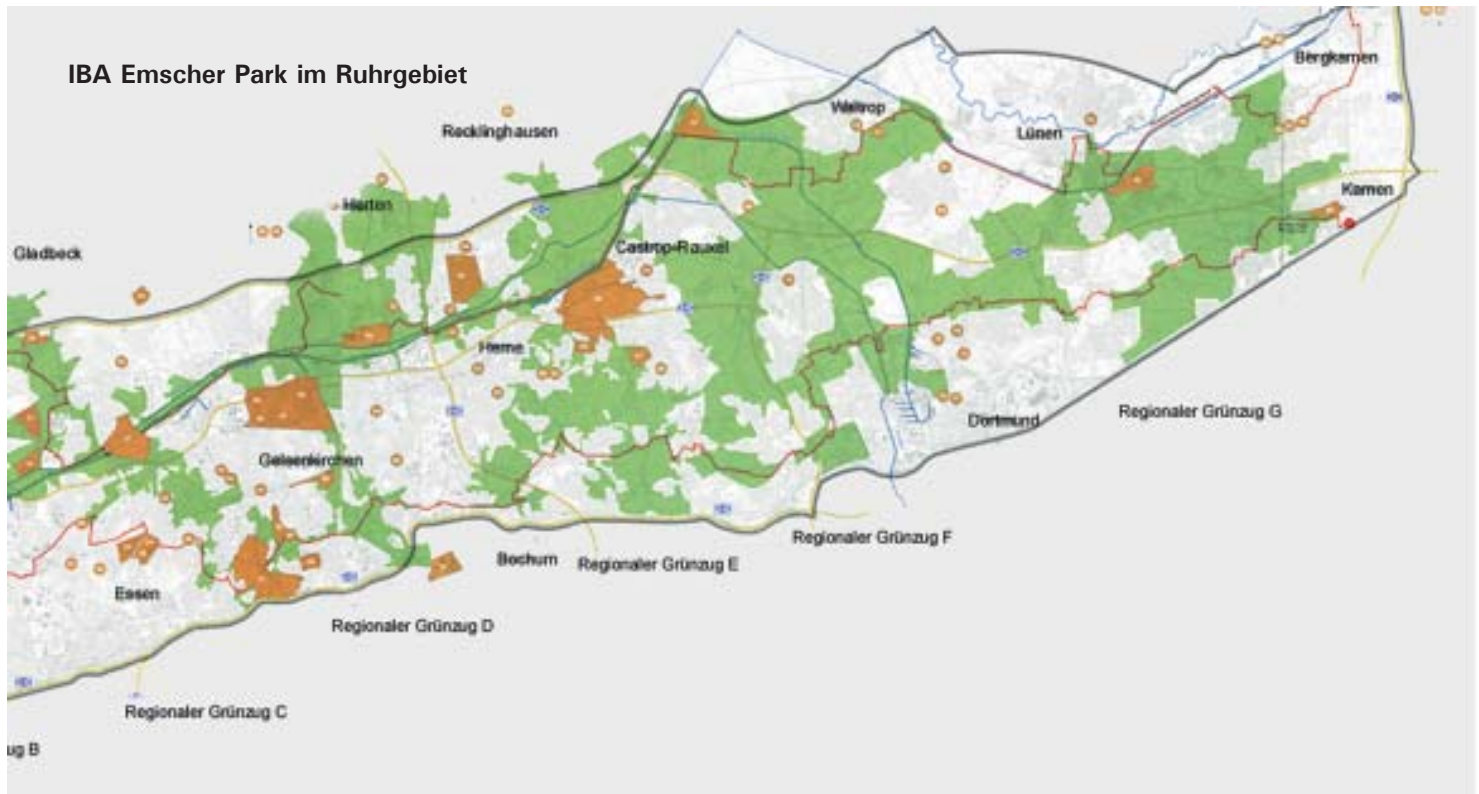 IBA Emscher Park im Ruhrgebiet
Bergkamen
Waltrop
Recklinghausen
Lünen
Kamen
Herten
Castrop-Rauxel
Gladbeck
Herne
Regionaler Grünzug G
Dortmund
Gelsenkirchen
Regionaler Grünzug F
Bochum
Regionaler Grünzug E
Essen
Regionaler Grünzug D
Regionaler Grünzug C
ug B